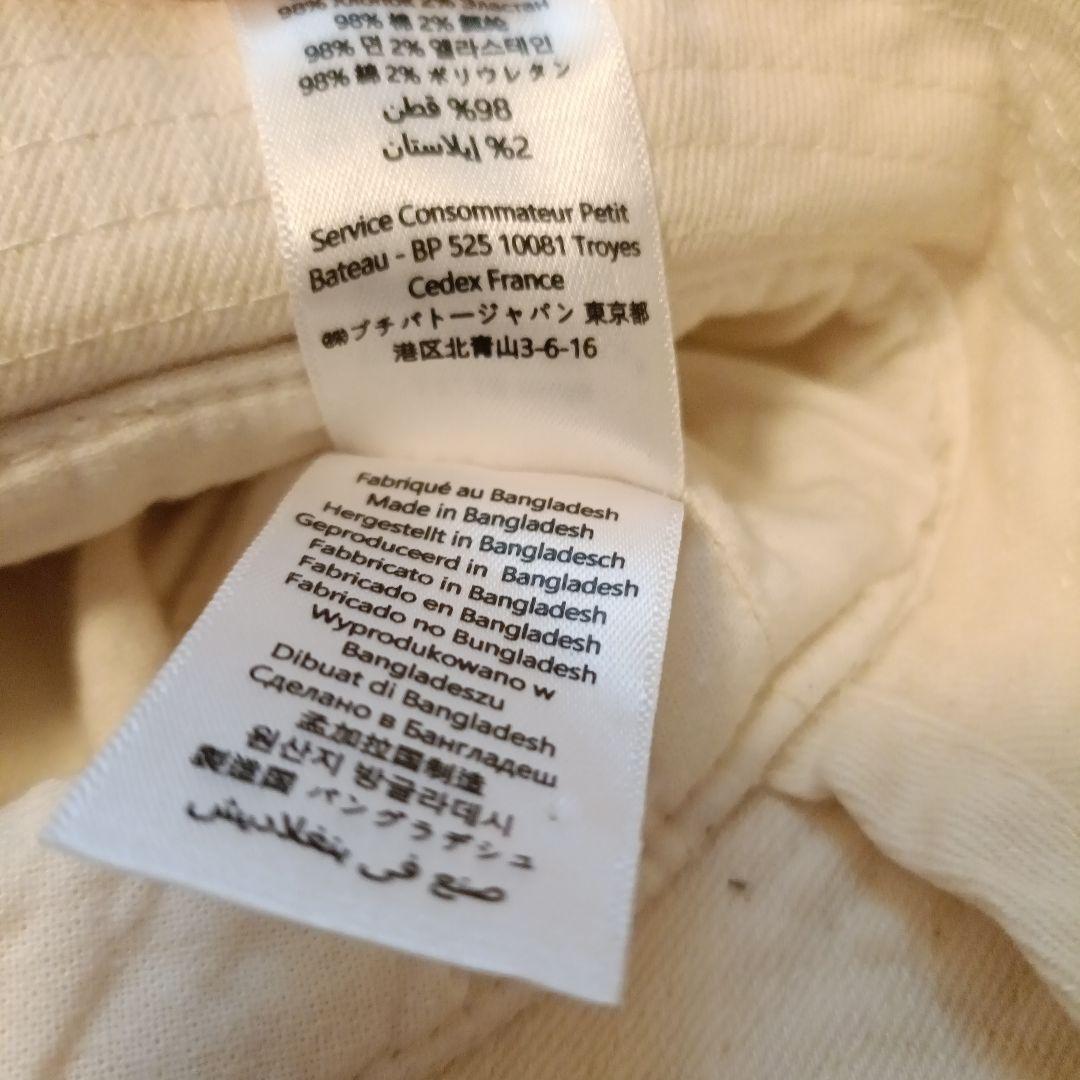 98% хлопок 2% эластан
98% 棉 2% 氨纶
98% 면 2% 엘라스테인
98% 綿 2% ポリウレタン
98% قطن
2% إيلاستان
Service Consommateur Petit
Bateau - BP 525 10081 Troyes
Cedex France
㈱プチバトージャパン 東京都
港区北青山3-6-16
Fabriqué au Bangladesh
Made in Bangladesh
Hergestellt in Bangladesch
Geproduceerd in Bangladesh
Fabbricato in Bangladesh
Fabricado en Bangladesh
Fabricado no Bungladesh
Wyprodukowano w
Bangladeszu
Dibuat di Bangladesh
Сделано в Бангладеш
孟加拉国制造
원산지 방글라데시
製造国 バングラデシュ
صنع في بنغلاديش